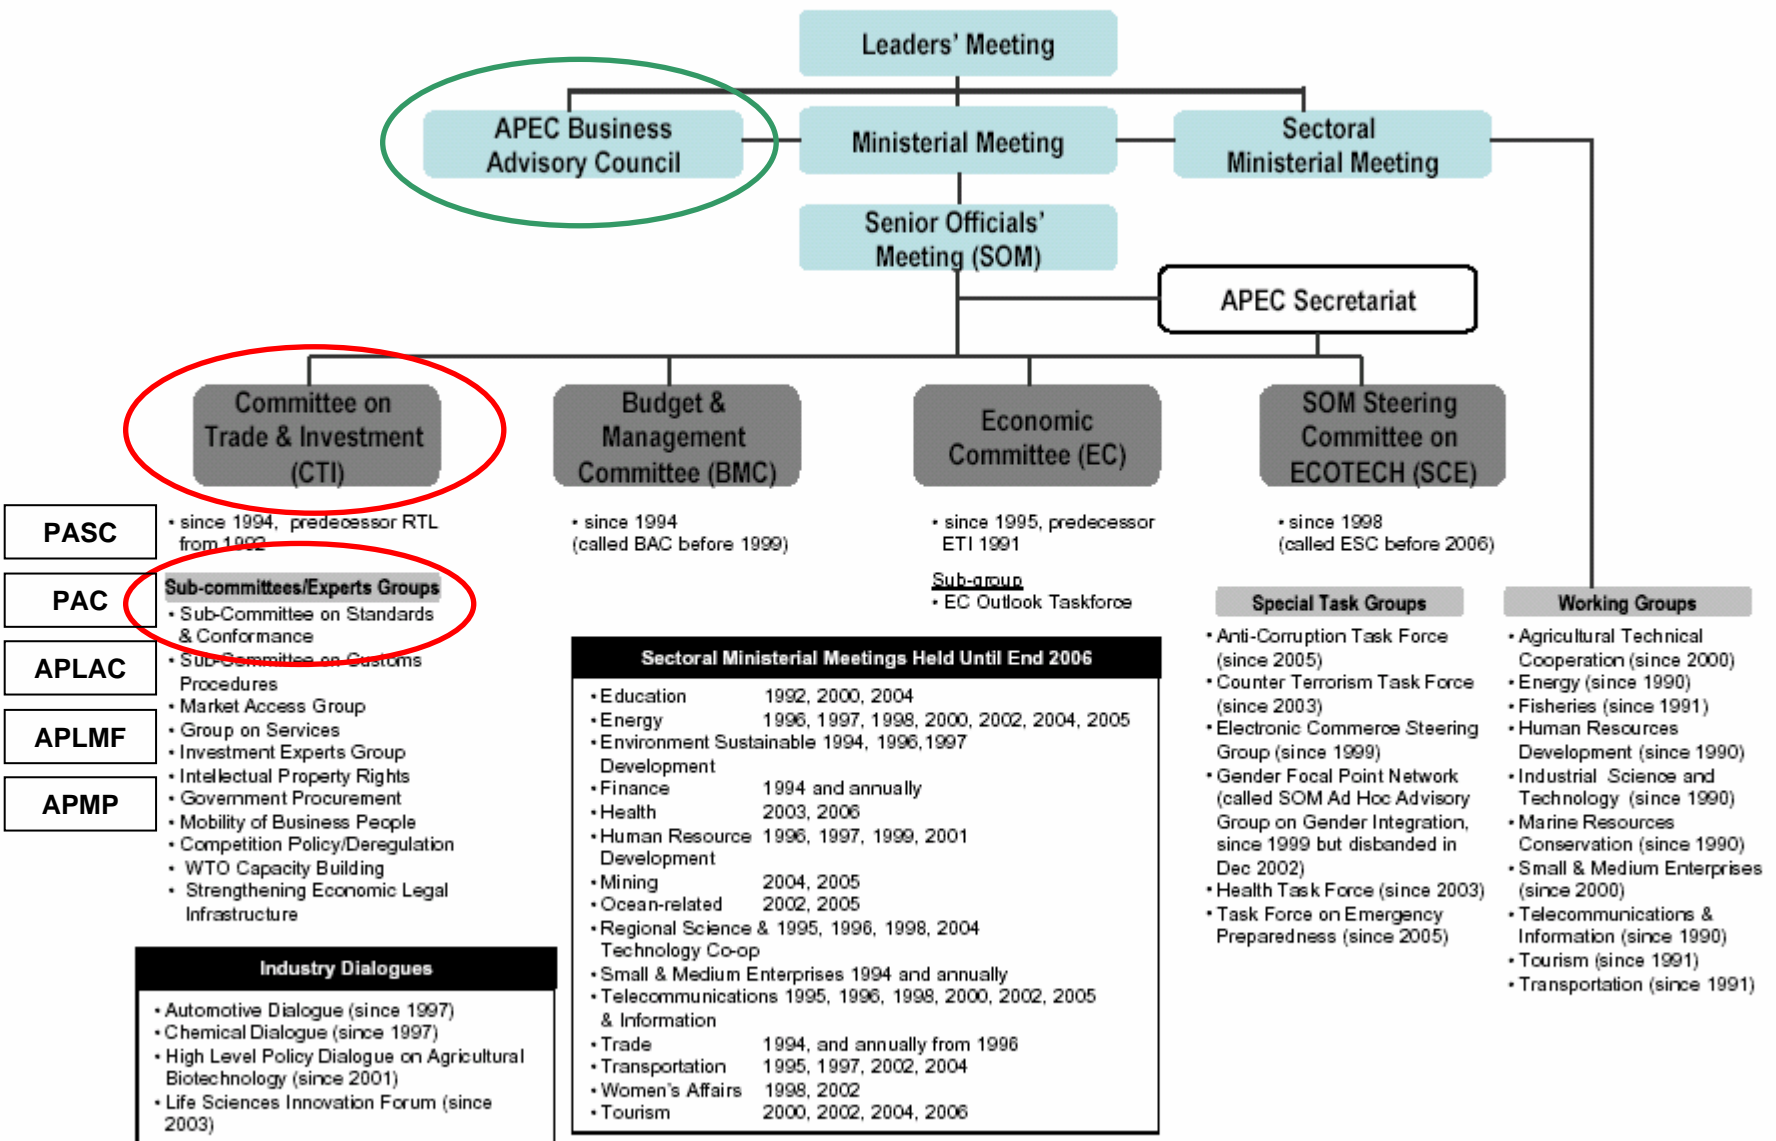 Leaders' Meeting
APEC Business
Advisory Council
Ministerial Meeting
Sectoral
Ministerial Meeting
Senior Officials'
Meeting (SOM)
APEC Secretariat
Committee on
Trade & Investment
(CTI)
Budget &
Management
Committee (BMC)
Economic
Committee (EC)
SOM Steering
Committee on
ECOTECH (SCE)
PASC
PAC
APLAC
APLMF
APMP
• since 1994, predecessor RTL
from 1992
Sub-committees/Experts Groups
• Sub-Committee on Standards
& Conformance
• Sub-Committee on Customs
Procedures
• Market Access Group
• Group on Services
• Investment Experts Group
• Intellectual Property Rights
• Government Procurement
• Mobility of Business People
• Competition Policy/Deregulation
• WTO Capacity Building
• Strengthening Economic Legal
Infrastructure
Industry Dialogues
• Automotive Dialogue (since 1997)
• Chemical Dialogue (since 1997)
• High Level Policy Dialogue on Agricultural
Biotechnology (since 2001)
• Life Sciences Innovation Forum (since
2003)
• since 1994
(called BAC before 1999)
• since 1995, predecessor
ETI 1991
Sub-group
• EC Outlook Taskforce
Sectoral Ministerial Meetings Held Until End 2006
• Education 1992, 2000, 2004
• Energy 1996, 1997, 1998, 2000, 2002, 2004, 2005
• Environment Sustainable 1994, 1996,1997
Development
• Finance 1994 and annually
• Health 2003, 2006
• Human Resource 1996, 1997, 1999, 2001
Development
• Mining 2004, 2005
• Ocean-related 2002, 2005
• Regional Science & 1995, 1996, 1998, 2004
Technology Co-op
• Small & Medium Enterprises 1994 and annually
• Telecommunications 1995, 1996, 1998, 2000, 2002, 2005
& Information
• Trade 1994, and annually from 1996
• Transportation 1995, 1997, 2002, 2004
• Women's Affairs 1998, 2002
• Tourism 2000, 2002, 2004, 2006
• since 1998
(called ESC before 2006)
Special Task Groups
• Anti-Corruption Task Force
(since 2005)
• Counter Terrorism Task Force
(since 2003)
• Electronic Commerce Steering
Group (since 1999)
• Gender Focal Point Network
(called SOM Ad Hoc Advisory
Group on Gender Integration,
since 1999 but disbanded in
Dec 2002)
• Health Task Force (since 2003)
• Task Force on Emergency
Preparedness (since 2005)
Working Groups
• Agricultural Technical
Cooperation (since 2000)
• Energy (since 1990)
• Fisheries (since 1991)
• Human Resources
Development (since 1990)
• Industrial Science and
Technology (since 1990)
• Marine Resources
Conservation (since 1990)
• Small & Medium Enterprises
(since 2000)
• Telecommunications &
Information (since 1990)
• Tourism (since 1991)
• Transportation (since 1991)